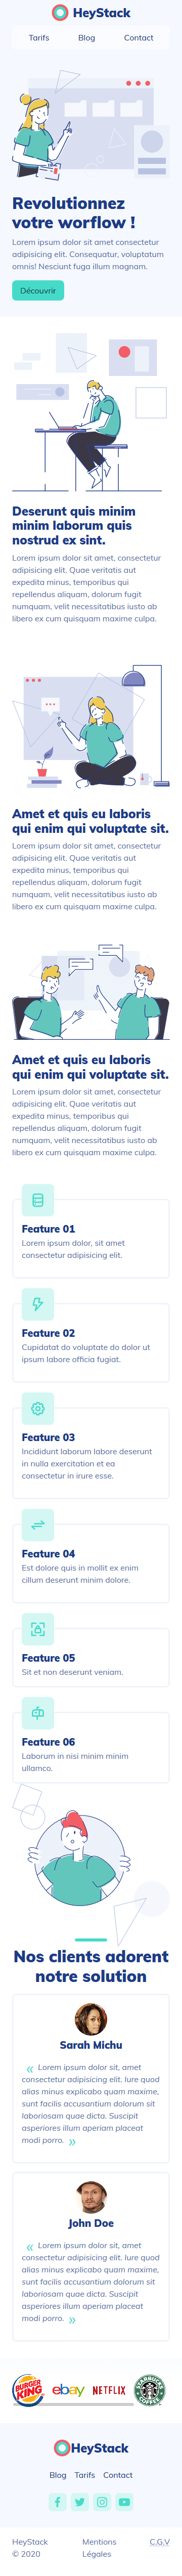 HeyStack
Tarifs Blog Contact
Revolutionnez
votre worflow !
Lorem ipsum dolor sit amet consectetur
adipisicing elit. Consequatur, voluptatum
omnis! Nesciunt fuga illum magnam.
Découvrir
Deserunt quis minim
minim laborum quis
nostrud ex sint.
Lorem ipsum dolor sit amet, consectetur
adipisicing elit. Quae veritatis aut
expedita minus, temporibus qui
repellendus aliquam, dolorum fugit
numquam, velit necessitatibus iusto ab
libero ex cum quisquam maxime culpa.
Amet et quis eu laboris
qui enim qui voluptate sit.
Lorem ipsum dolor sit amet, consectetur
adipisicing elit. Quae veritatis aut
expedita minus, temporibus qui
repellendus aliquam, dolorum fugit
numquam, velit necessitatibus iusto ab
libero ex cum quisquam maxime culpa.
Amet et quis eu laboris
qui enim qui voluptate sit.
Lorem ipsum dolor sit amet, consectetur
adipisicing elit. Quae veritatis aut
expedita minus, temporibus qui
repellendus aliquam, dolorum fugit
numquam, velit necessitatibus iusto ab
libero ex cum quisquam maxime culpa.
Feature 01
Lorem ipsum dolor, sit amet
consectetur adipisicing elit.
Feature 02
Cupidatat do voluptate do dolor ut
ipsum labore officia fugiat.
Feature 03
Incididunt laborum labore deserunt
in nulla exercitation et ea
consectetur in irure esse.
Feature 04
Est dolore quis in mollit ex enim
cillum deserunt minim dolore.
Feature 05
Sit et non deserunt veniam.
Feature 06
Laborum in nisi minim minim
ullamco.
Nos clients adorent
notre solution
Sarah Michu
« Lorem ipsum dolor sit, amet
consectetur adipisicing elit. Iure quod
alias minus explicabo quam maxime,
sunt facilis accusantium dolorum sit
laboriosam quae dicta. Suscipit
asperiores illum aperiam placeat
modi porro. »
John Doe
« Lorem ipsum dolor sit, amet
consectetur adipisicing elit. Iure quod
alias minus explicabo quam maxime,
sunt facilis accusantium dolorum sit
laboriosam quae dicta. Suscipit
asperiores illum aperiam placeat
modi porro. »
BURGER KING ebay NETFLIX STARBUCKS
HeyStack
Blog Tarifs Contact
HeyStack Mentions C.G.V
© 2020 Légales